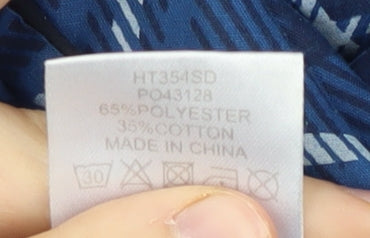 HT354SD
PO43128
65%POLYESTER
35%COTTON
MADE IN CHINA
30